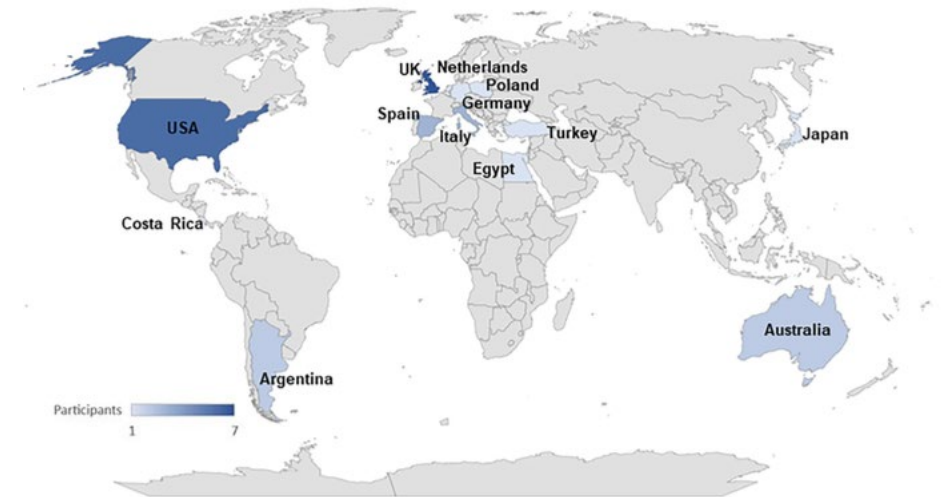 UK
Netherlands
Poland
Germany
Spain
Italy
Turkey
USA
Japan
Egypt
Costa Rica
Australia
Argentina
Participants
1
7